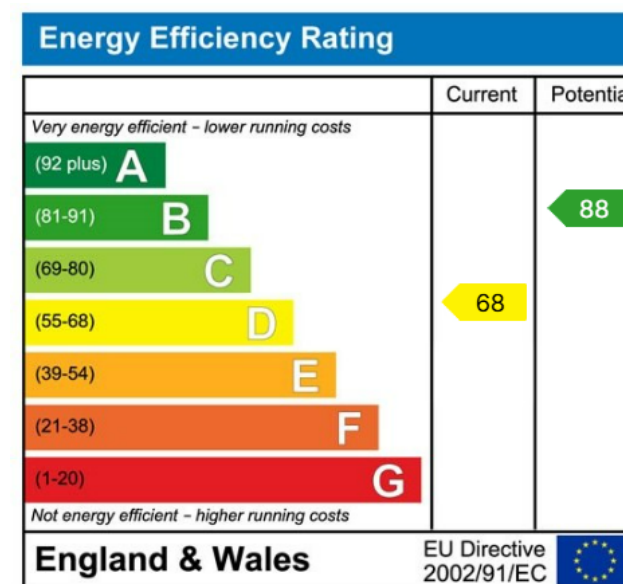 Energy Efficiency Rating
Current Potentia
Very energy efficient – lower running costs
(92 plus) A
(81-91) B
88
(69-80) C
(55-68) D
68
(39-54) E
(21-38) F
(1-20) G
Not energy efficient – higher running costs
England & Wales
EU Directive
2002/91/EC